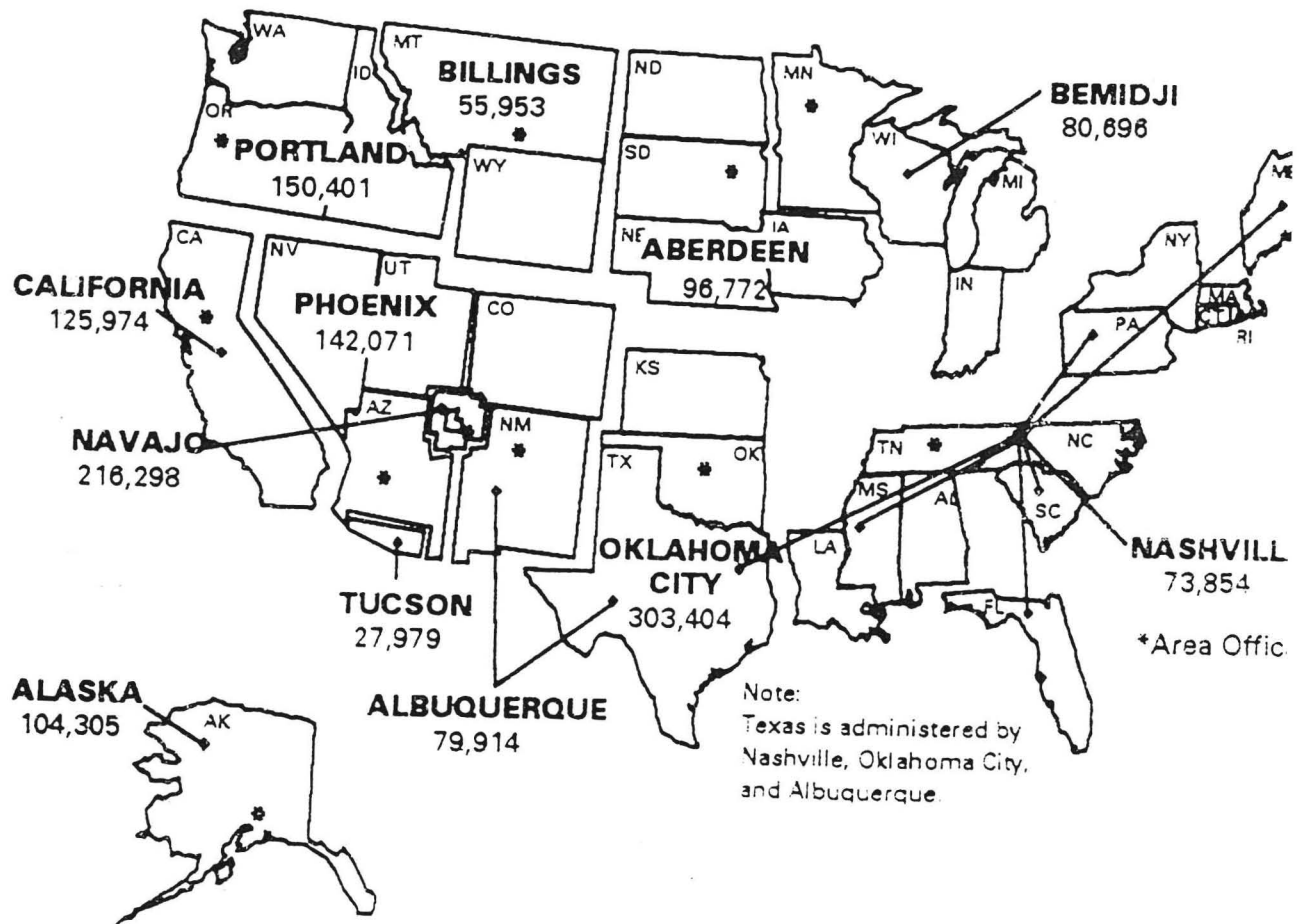 WA
MT
ID
BILLINGS
55,953
ND
MN
BEMIDJI
80,696
OR
PORTLAND
150,401
WY
SD
WI
MI
NE
IA
ABERDEEN
96,772
CA
NV
UT
CO
IN
NY
MA
PA
RI
CALIFORNIA
125,974
PHOENIX
142,071
KS
NAVAJO
216,298
AZ
NM
TX
OK
TN
NC
MS
AL
SC
LA
FL
OKLAHOMA
CITY
303,404
NASHVILL
73,854
TUCSON
27,979
*Area Offic
ALASKA
104,305
AK
ALBUQUERQUE
79,914
Note:
Texas is administered by
Nashville, Oklahoma City,
and Albuquerque.